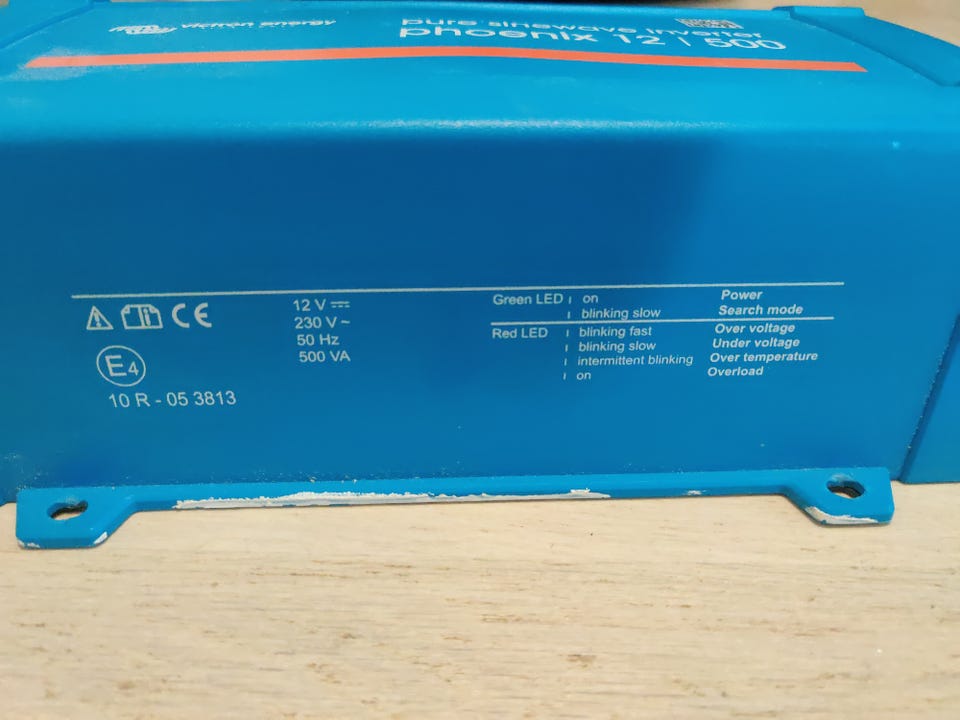 victron energy
pure sinewave inverter
phoenix 12 | 500
CE
E4
10 R - 05 3813
12 V
230 V ~
50 Hz
500 VA
Green LED on Power
blinking slow Search mode
Red LED blinking fast Over voltage
blinking slow Under voltage
intermittent blinking Over temperature
on Overload